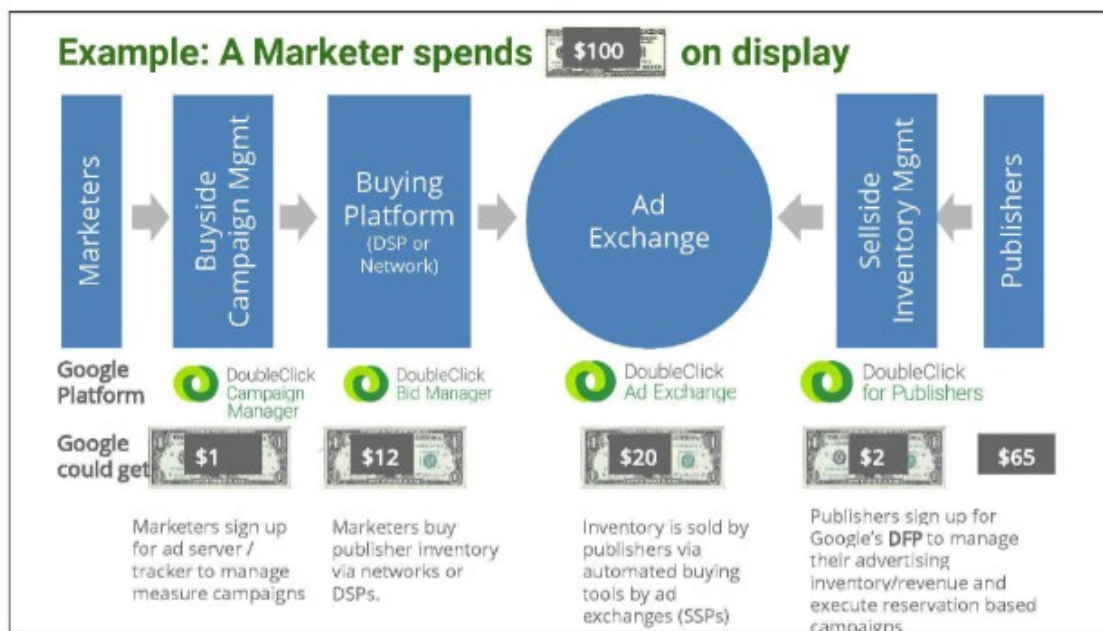 Example: A Marketer spends $100 on display
Marketers
Buyside
Campaign Mgmt
Buying
Platform
(DSP or
Network)
Ad
Exchange
Sellside
Inventory Mgmt
Publishers
Google
Platform
DoubleClick
Campaign
Manager
DoubleClick
Bid Manager
DoubleClick
Ad Exchange
DoubleClick
for Publishers
Google
could get
$1
$12
$20
$2
$65
Marketers sign up
for ad server /
tracker to manage
measure campaigns
Marketers buy
publisher inventory
via networks or
DSPs.
Inventory is sold by
publishers via
automated buying
tools by ad
exchanges (SSPs)
Publishers sign up for
Google's DFP to manage
their advertising
inventory/revenue and
execute reservation based
campaigns